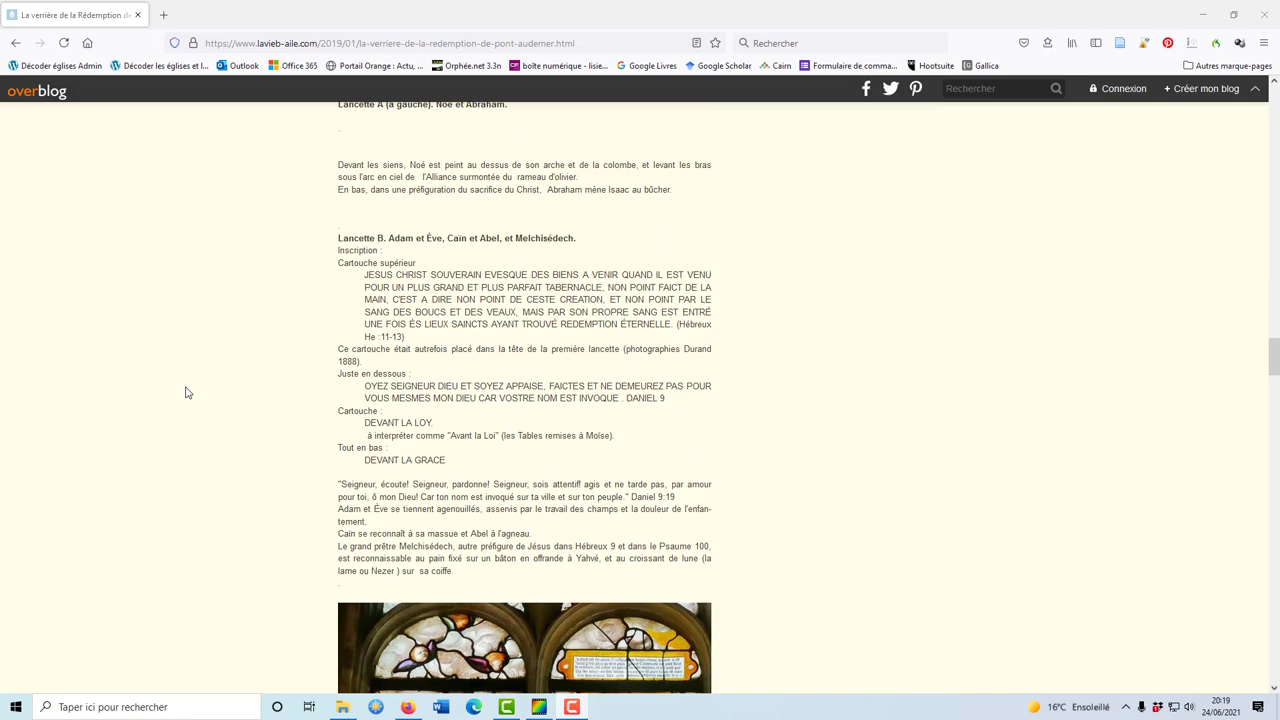 La verrière de la Rédemption de
https://www.lavieb-aile.com/2019/01/la-verriere-de-la-redemption-de-pont-audemer.html
Rechercher
Décoder églises Admin
Décoder les églises et l...
Outlook
Office 365
Portail Orange : Actu, ...
Orphée.net 3.3n
boîte numérique - lisie...
Google Livres
Google Scholar
Cairn
Formulaire de comma...
Hootsuite
Gallica
Autres marque-pages
overblog
Rechercher
Connexion
+ Créer mon blog
Lancette A (à gauche). Noé et Abraham.
.
Devant les siens, Noé est peint au dessus de son arche et de la colombe, et levant les bras
sous l'arc en ciel de l'Alliance surmontée du rameau d'olivier.
En bas, dans une préfiguration du sacrifice du Christ, Abraham mène Isaac au bûcher.
.
Lancette B. Adam et Ève, Caïn et Abel, et Melchisédech.
Inscription :
Cartouche supérieur
JESUS CHRIST SOUVERAIN EVESQUE DES BIENS A VENIR QUAND IL EST VENU
POUR UN PLUS GRAND ET PLUS PARFAIT TABERNACLE, NON POINT FAICT DE LA
MAIN, C'EST A DIRE NON POINT DE CESTE CREATION, ET NON POINT PAR LE
SANG DES BOUCS ET DES VEAUX, MAIS PAR SON PROPRE SANG EST ENTRÉ
UNE FOIS ÉS LIEUX SAINCTS AYANT TROUVÉ REDEMPTION ÉTERNELLE. (Hébreux
He :11-13)
Ce cartouche était autrefois placé dans la tête de la première lancette (photographies Durand
1888).
Juste en dessous :
OYEZ SEIGNEUR DIEU ET SOYEZ APPAISE, FAICTES ET NE DEMEUREZ PAS POUR
VOUS MESMES MON DIEU CAR VOSTRE NOM EST INVOQUE . DANIEL 9
Cartouche :
DEVANT LA LOY.
à interpréter comme "Avant la Loi" (les Tables remises à Moïse).
Tout en bas :
DEVANT LA GRACE
"Seigneur, écoute! Seigneur, pardonne! Seigneur, sois attentif! agis et ne tarde pas, par amour
pour toi, ô mon Dieu! Car ton nom est invoqué sur ta ville et sur ton peuple." Daniel 9:19
Adam et Ève se tiennent agenouillés, asservis par le travail des champs et la douleur de l'enfan-
tement.
Caïn se reconnaît à sa massue et Abel à l'agneau.
Le grand prêtre Melchisédech, autre préfigure de Jésus dans Hébreux 9 et dans le Psaume 100,
est reconnaissable au pain fixé sur un bâton en offrande à Yahvé, et au croissant de lune (la
lame ou Nezer ) sur sa coiffe.
.
Taper ici pour rechercher
16°C Ensoleillé
20:19
24/06/2021